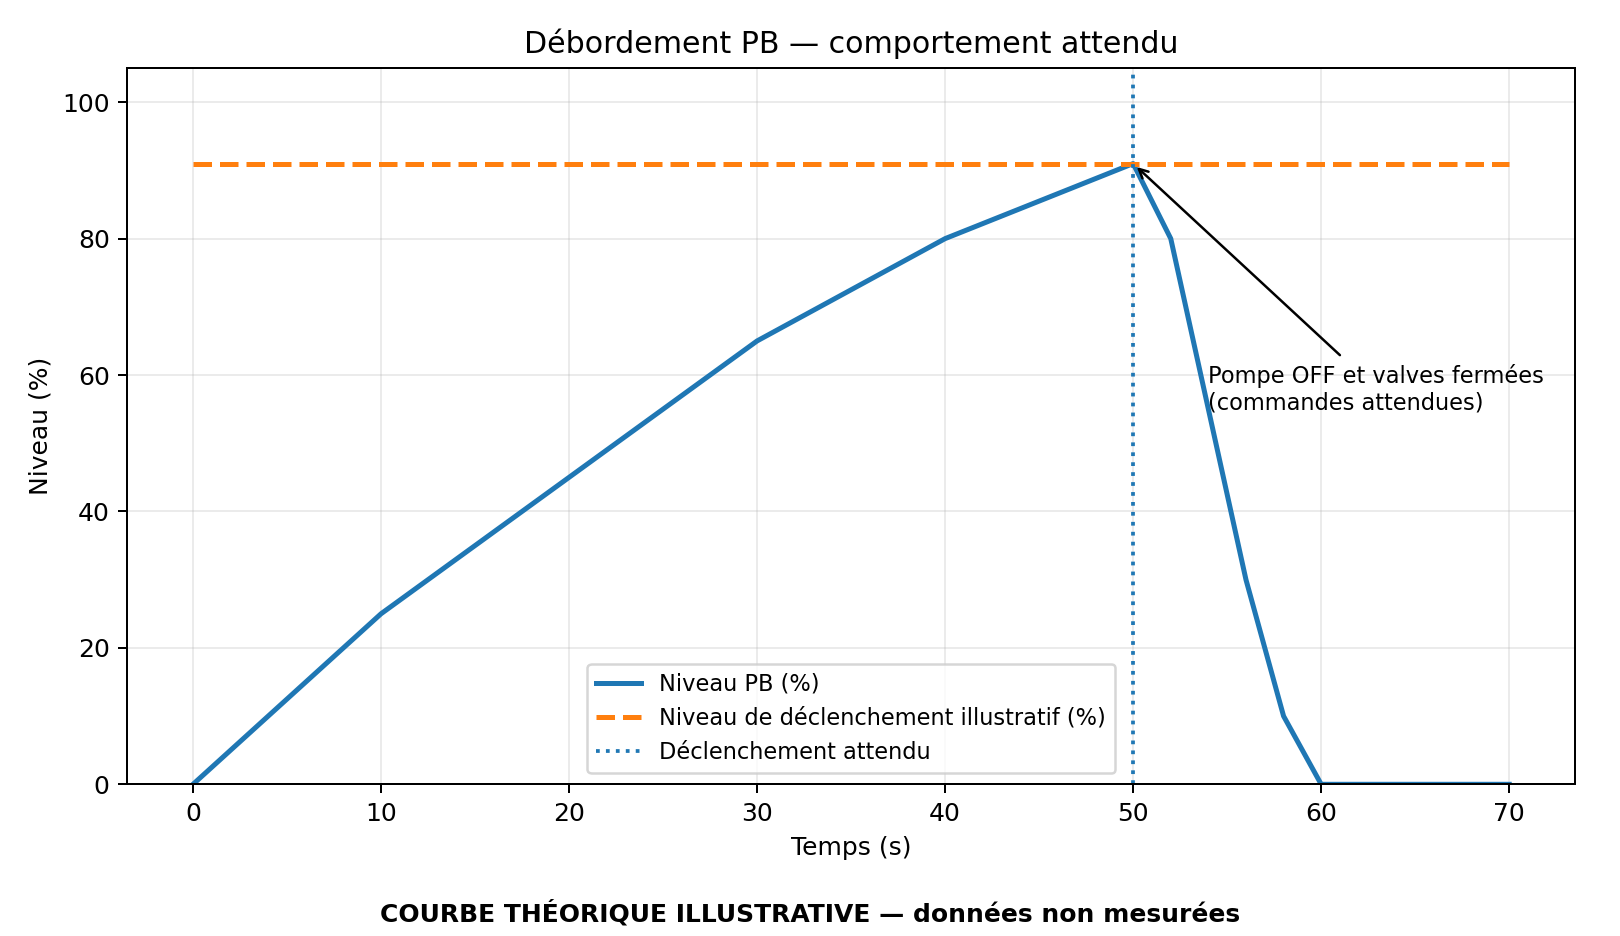 Débordement PB — comportement attendu
Niveau (%)
100
80
60
40
20
0
Pompe OFF et valves fermées
(commandes attendues)
Niveau PB (%)
Niveau de déclenchement illustratif (%)
Déclenchement attendu
0 10 20 30 40 50 60 70
Temps (s)
COURBE THÉORIQUE ILLUSTRATIVE — données non mesurées